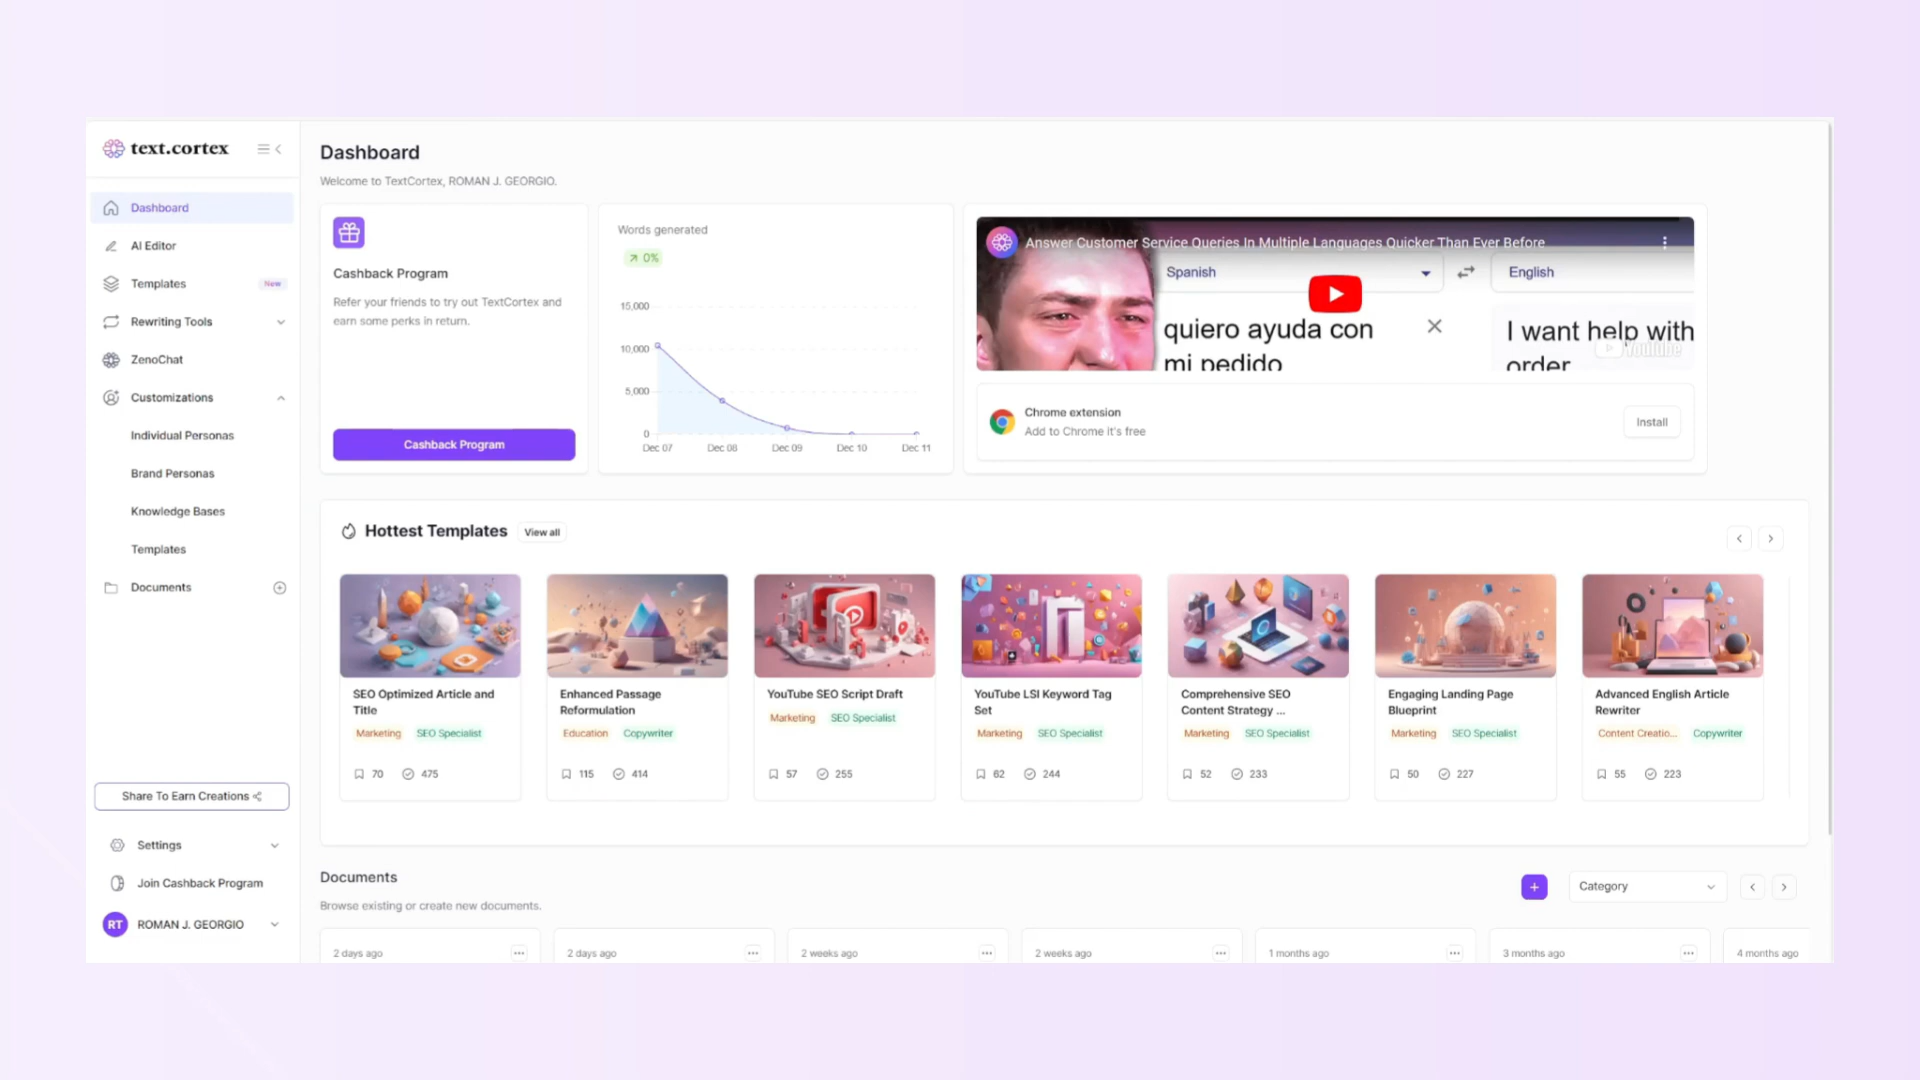 text.cortex
Dashboard
AI Editor
Templates
New
Rewriting Tools
ZenoChat
Customizations
Individual Personas
Brand Personas
Knowledge Bases
Templates
Documents
Share To Earn Creations
Settings
Join Cashback Program
RT
ROMAN J. GEORGIO
Dashboard
Welcome to TextCortex, ROMAN J. GEORGIO.
Cashback Program
Refer your friends to try out TextCortex and
earn some perks in return.
Cashback Program
Words generated
0%
15,000
10,000
5,000
0
Dec 07 Dec 08 Dec 09 Dec 10 Dec 11
Answer Customer Service Queries In Multiple Languages Quicker Than Ever Before
Spanish
English
quiero ayuda con
mi pedido
I want help with
order
YouTube
Chrome extension
Add to Chrome it's free
Install
Hottest Templates
View all
SEO Optimized Article and
Title
Marketing SEO Specialist
70 475
Enhanced Passage
Reformulation
Education Copywriter
115 414
YouTube SEO Script Draft
Marketing SEO Specialist
57 255
YouTube LSI Keyword Tag
Set
Marketing SEO Specialist
62 244
Comprehensive SEO
Content Strategy ...
Marketing SEO Specialist
52 233
Engaging Landing Page
Blueprint
Marketing SEO Specialist
50 227
Advanced English Article
Rewriter
Content Creatio... Copywriter
55 223
Documents
Browse existing or create new documents.
Category
2 days ago
2 days ago
2 weeks ago
2 weeks ago
1 months ago
3 months ago
4 months ago